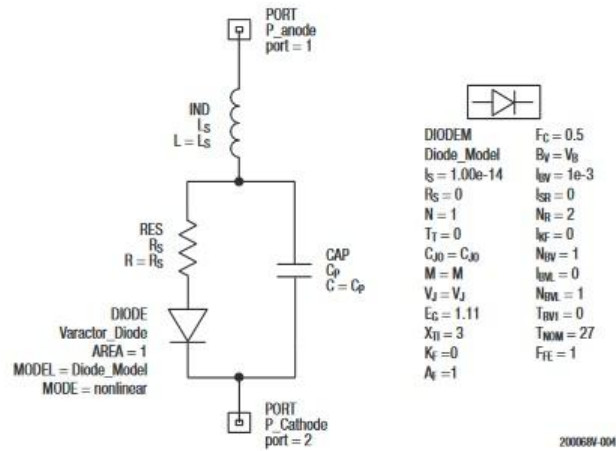 PORT
P_anode
port = 1
IND
LS
L = LS
RES
RS
R = RS
CAP
CP
C = CP
DIODE
Varactor_Diode
AREA = 1
MODEL = Diode_Model
MODE = nonlinear
PORT
P_Cathode
port = 2
DIODEM
Diode_Model
IS = 1.00e-14
RS = 0
N = 1
TT = 0
CJO = CJO
M = M
VJ = VJ
EG = 1.11
XTI = 3
KF =0
AF =1
FC = 0.5
BV = VB
IBV = 1e-3
ISR = 0
NR = 2
IKF = 0
NBV = 1
IBVL = 0
NBVL = 1
TBV1 = 0
TNOM = 27
FFE = 1
200068V-004